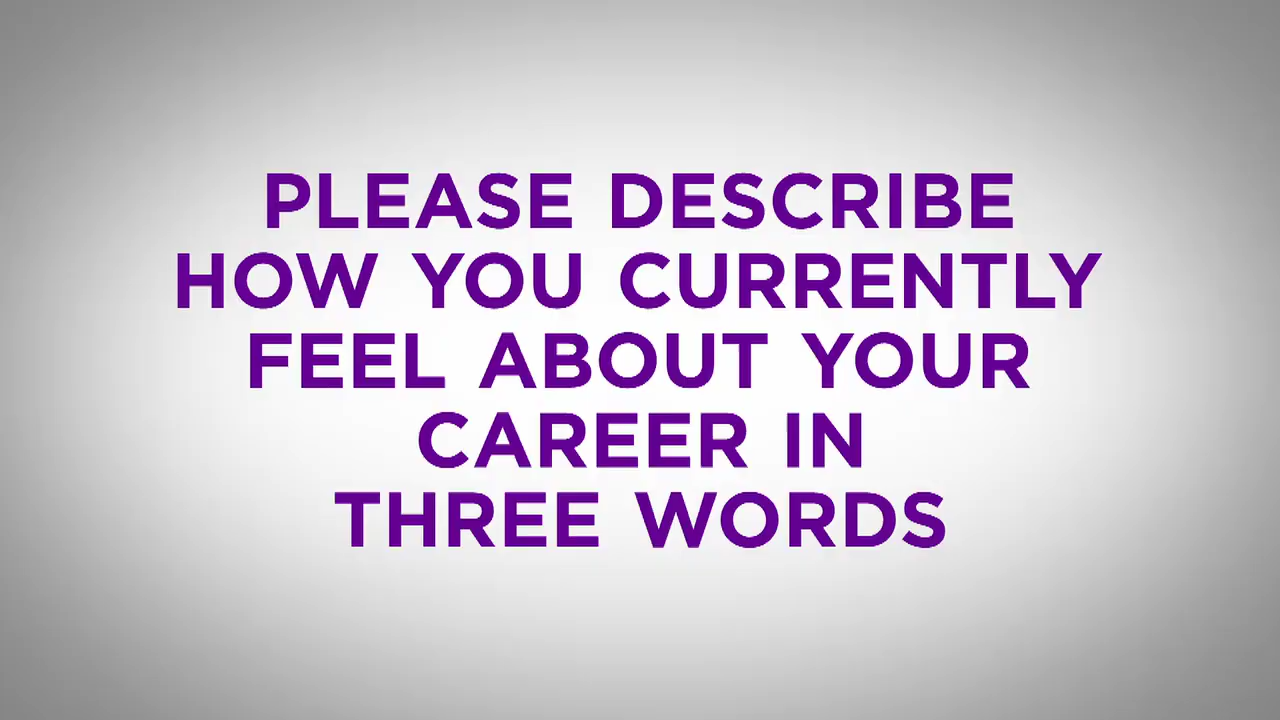 PLEASE DESCRIBE
HOW YOU CURRENTLY
FEEL ABOUT YOUR
CAREER IN
THREE WORDS